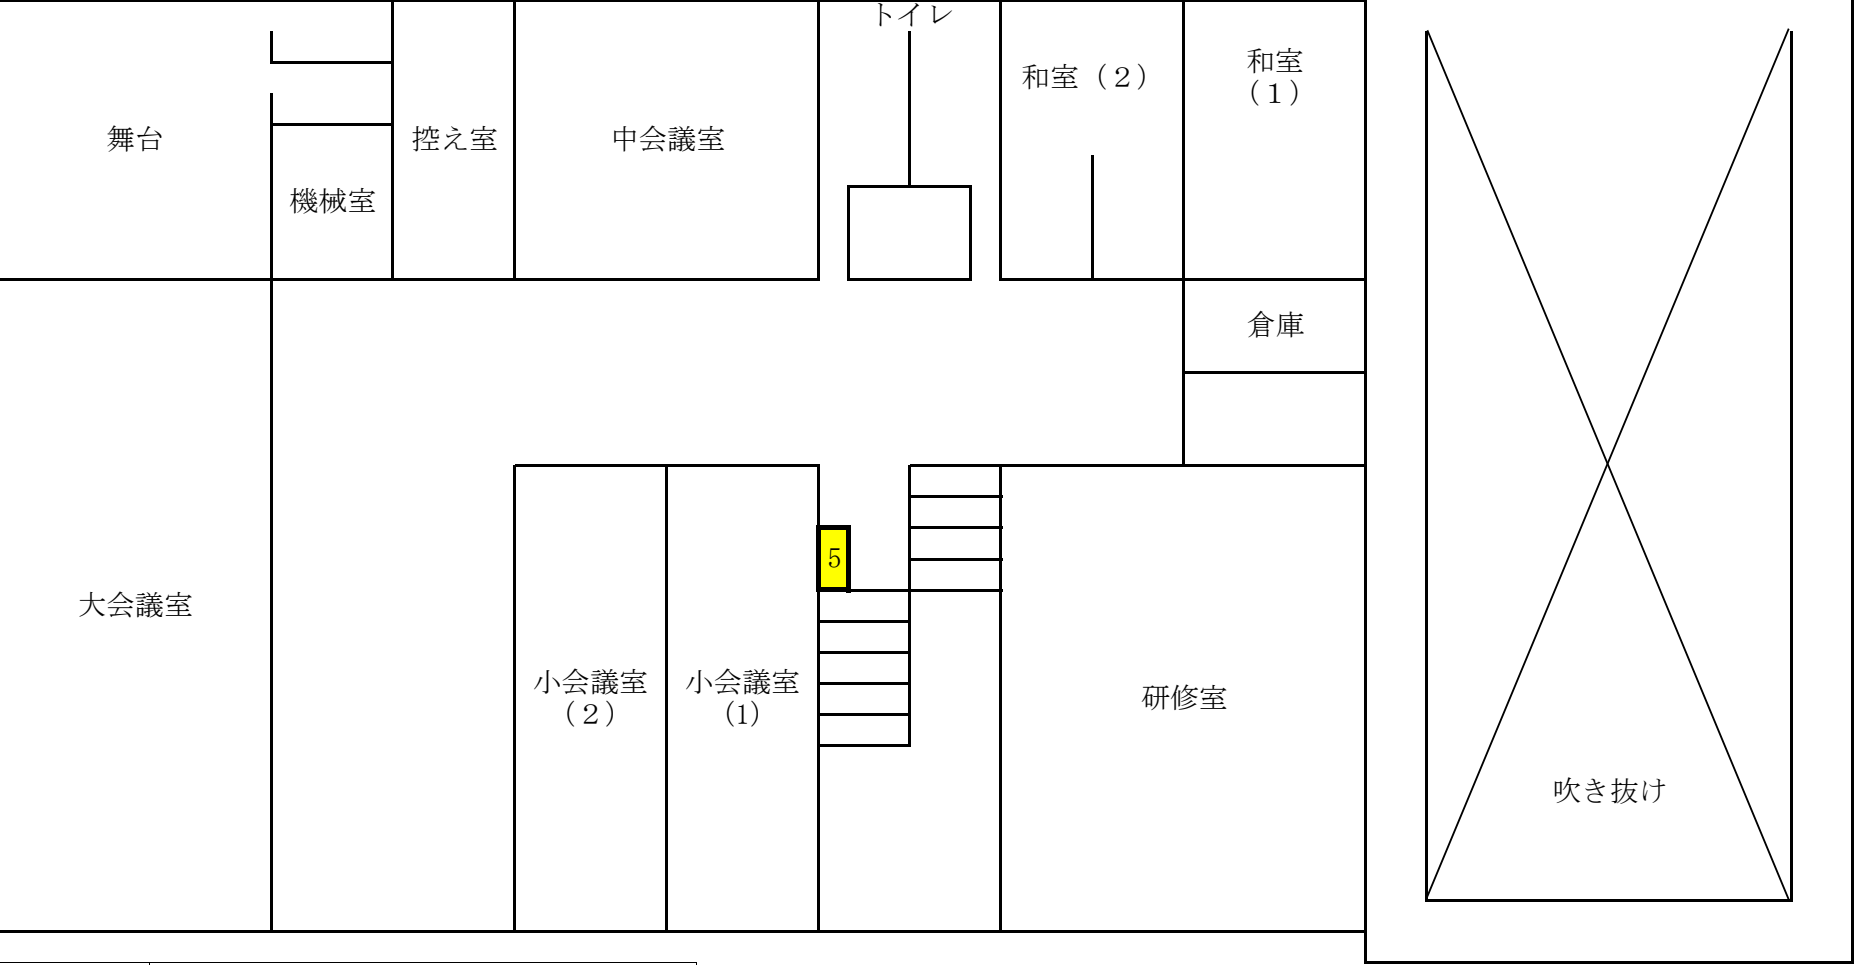 トイレ
和室（２）
和室
（１）
舞台
控え室
中会議室
機械室
倉庫
5
大会議室
小会議室
（２）
小会議室
(1)
研修室
吹き抜け